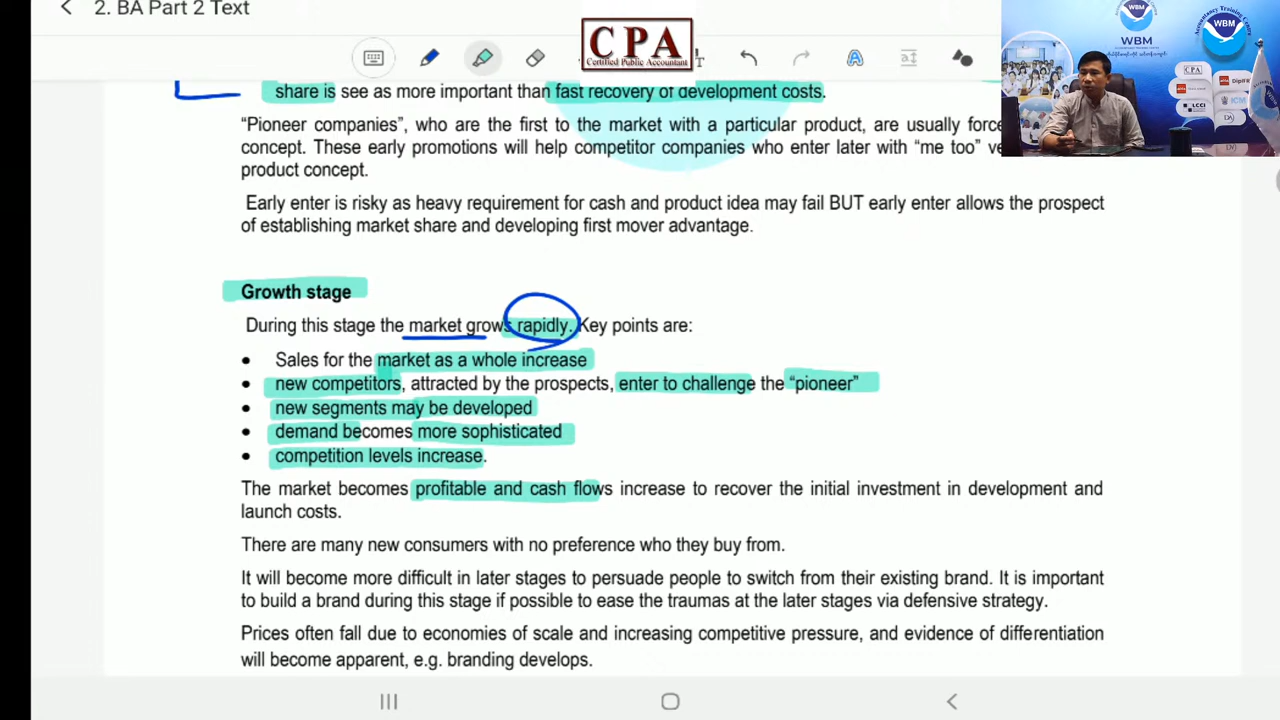 2. BA Part 2 Text
CPA
Certified Public Accountant
WBM
WBM
CPA
LCCI
share is see as more important than fast recovery of development costs.
“Pioneer companies”, who are the first to the market with a particular product, are usually force
concept. These early promotions will help competitor companies who enter later with “me too” ve
product concept.
Early enter is risky as heavy requirement for cash and product idea may fail BUT early enter allows the prospect
of establishing market share and developing first mover advantage.
Growth stage
During this stage the market grows rapidly. Key points are:
• Sales for the market as a whole increase
• new competitors, attracted by the prospects, enter to challenge the “pioneer”
• new segments may be developed
• demand becomes more sophisticated
• competition levels increase.
The market becomes profitable and cash flows increase to recover the initial investment in development and
launch costs.
There are many new consumers with no preference who they buy from.
It will become more difficult in later stages to persuade people to switch from their existing brand. It is important
to build a brand during this stage if possible to ease the traumas at the later stages via defensive strategy.
Prices often fall due to economies of scale and increasing competitive pressure, and evidence of differentiation
will become apparent, e.g. branding develops.